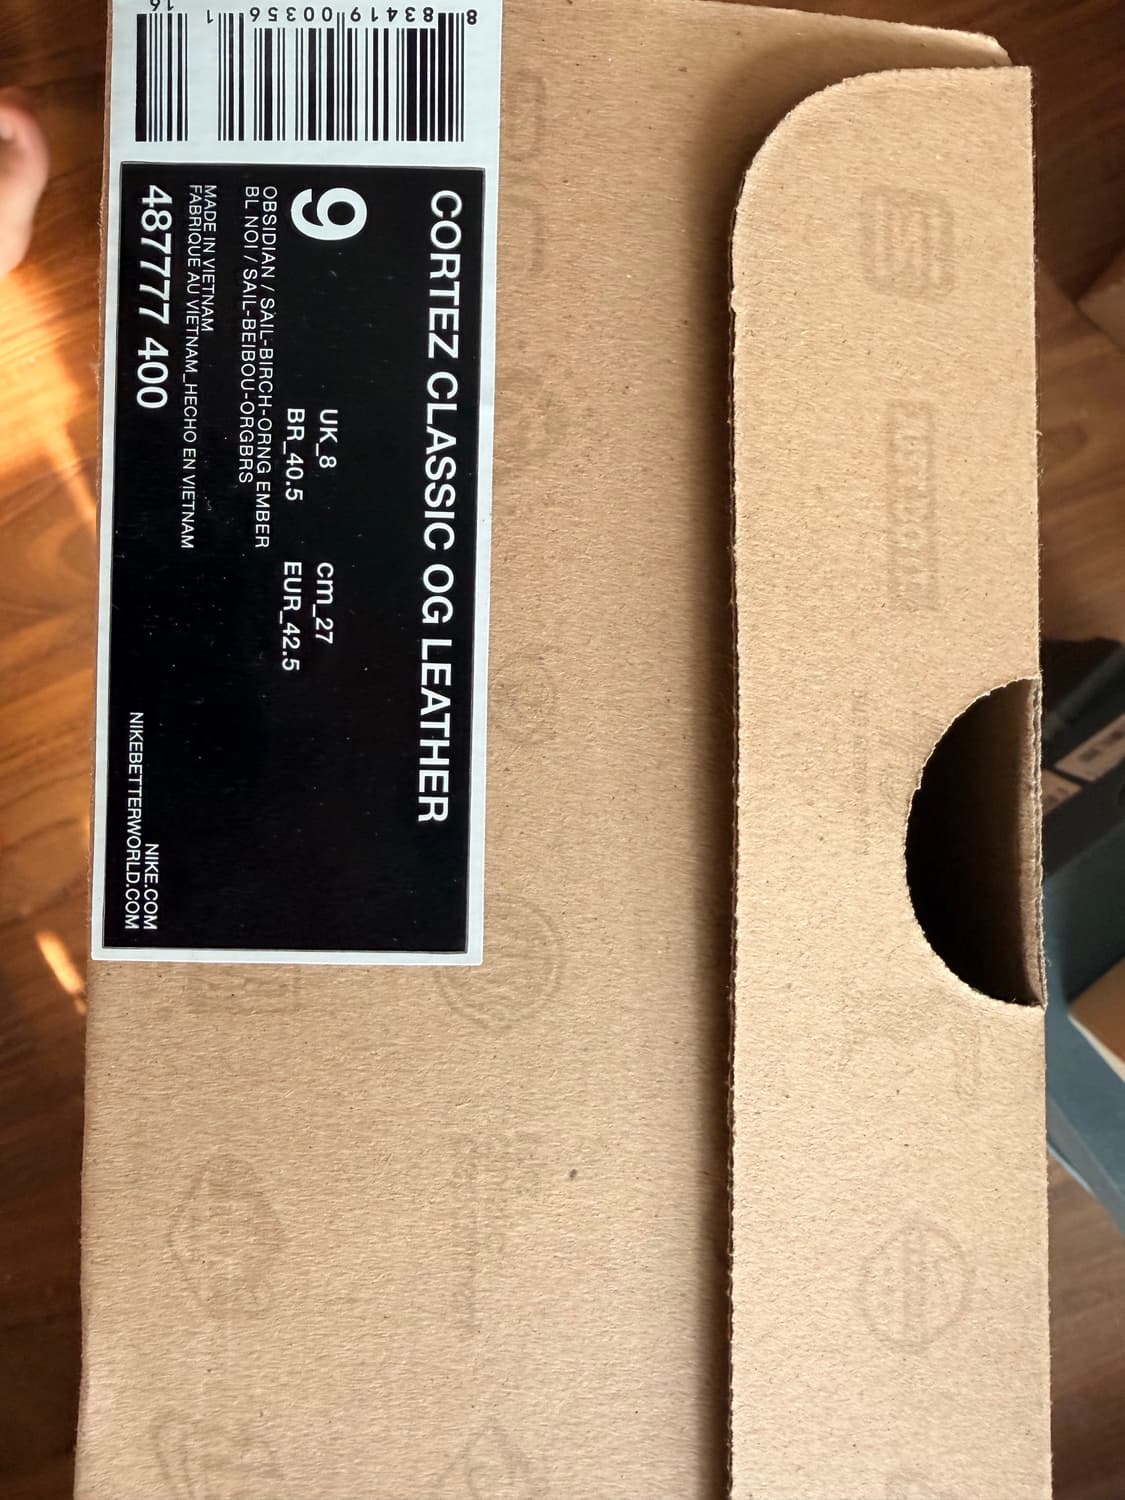 CORTEZ CLASSIC OG LEATHER
9
UK_8 cm_27
BR_40.5 EUR_42.5
OBSIDIAN / SAIL-BIRCH-ORNG EMBER
BL NOI / SAIL-BEIBOU-ORGBRS
MADE IN VIETNAM
FABRIQUE AU VIETNAM_HECHO EN VIETNAM
487777 400
NIKE.COM
NIKEBETTERWORLD.COM
8 83419 00356 1
16